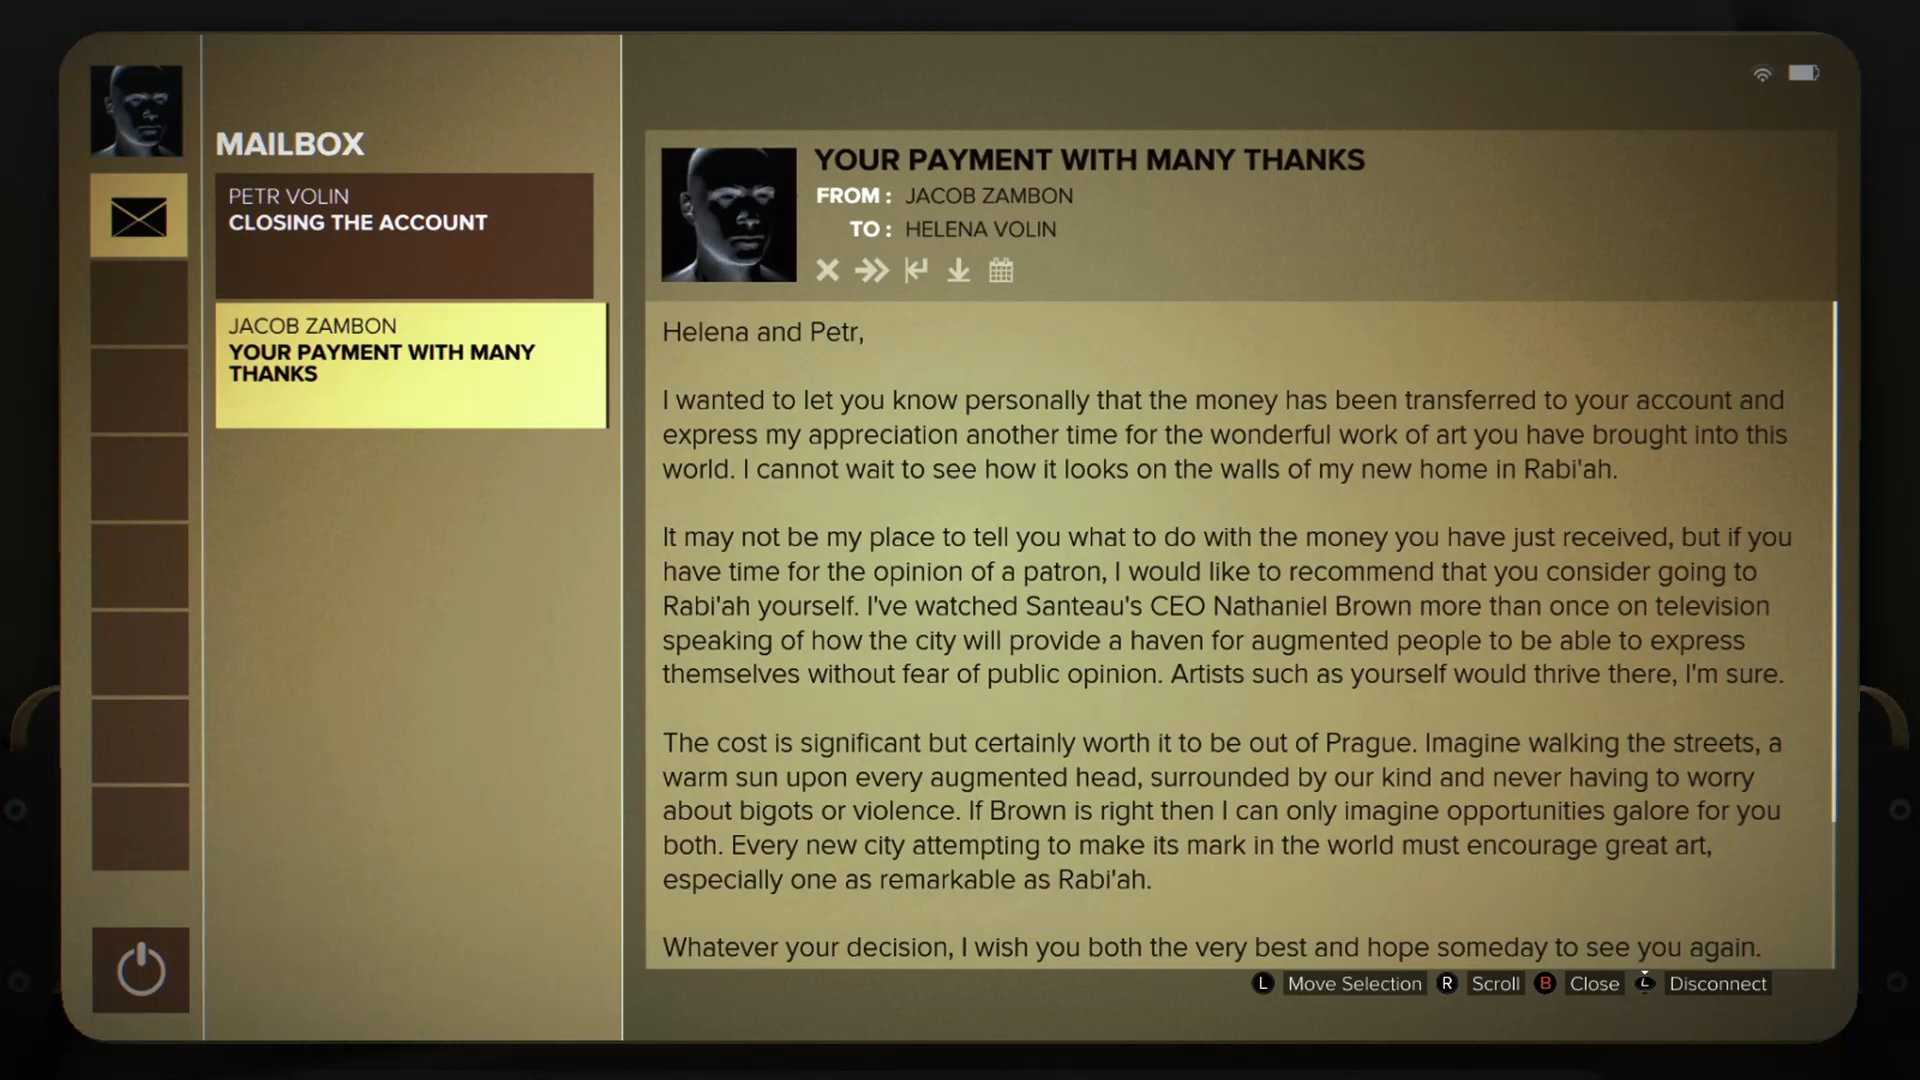 MAILBOX
PETR VOLIN
CLOSING THE ACCOUNT
JACOB ZAMBON
YOUR PAYMENT WITH MANY
THANKS
YOUR PAYMENT WITH MANY THANKS
FROM : JACOB ZAMBON
TO : HELENA VOLIN
Helena and Petr,
I wanted to let you know personally that the money has been transferred to your account and
express my appreciation another time for the wonderful work of art you have brought into this
world. I cannot wait to see how it looks on the walls of my new home in Rabi'ah.
It may not be my place to tell you what to do with the money you have just received, but if you
have time for the opinion of a patron, I would like to recommend that you consider going to
Rabi'ah yourself. I've watched Santeau's CEO Nathaniel Brown more than once on television
speaking of how the city will provide a haven for augmented people to be able to express
themselves without fear of public opinion. Artists such as yourself would thrive there, I'm sure.
The cost is significant but certainly worth it to be out of Prague. Imagine walking the streets, a
warm sun upon every augmented head, surrounded by our kind and never having to worry
about bigots or violence. If Brown is right then I can only imagine opportunities galore for you
both. Every new city attempting to make its mark in the world must encourage great art,
especially one as remarkable as Rabi'ah.
Whatever your decision, I wish you both the very best and hope someday to see you again.
L Move Selection R Scroll B Close L Disconnect